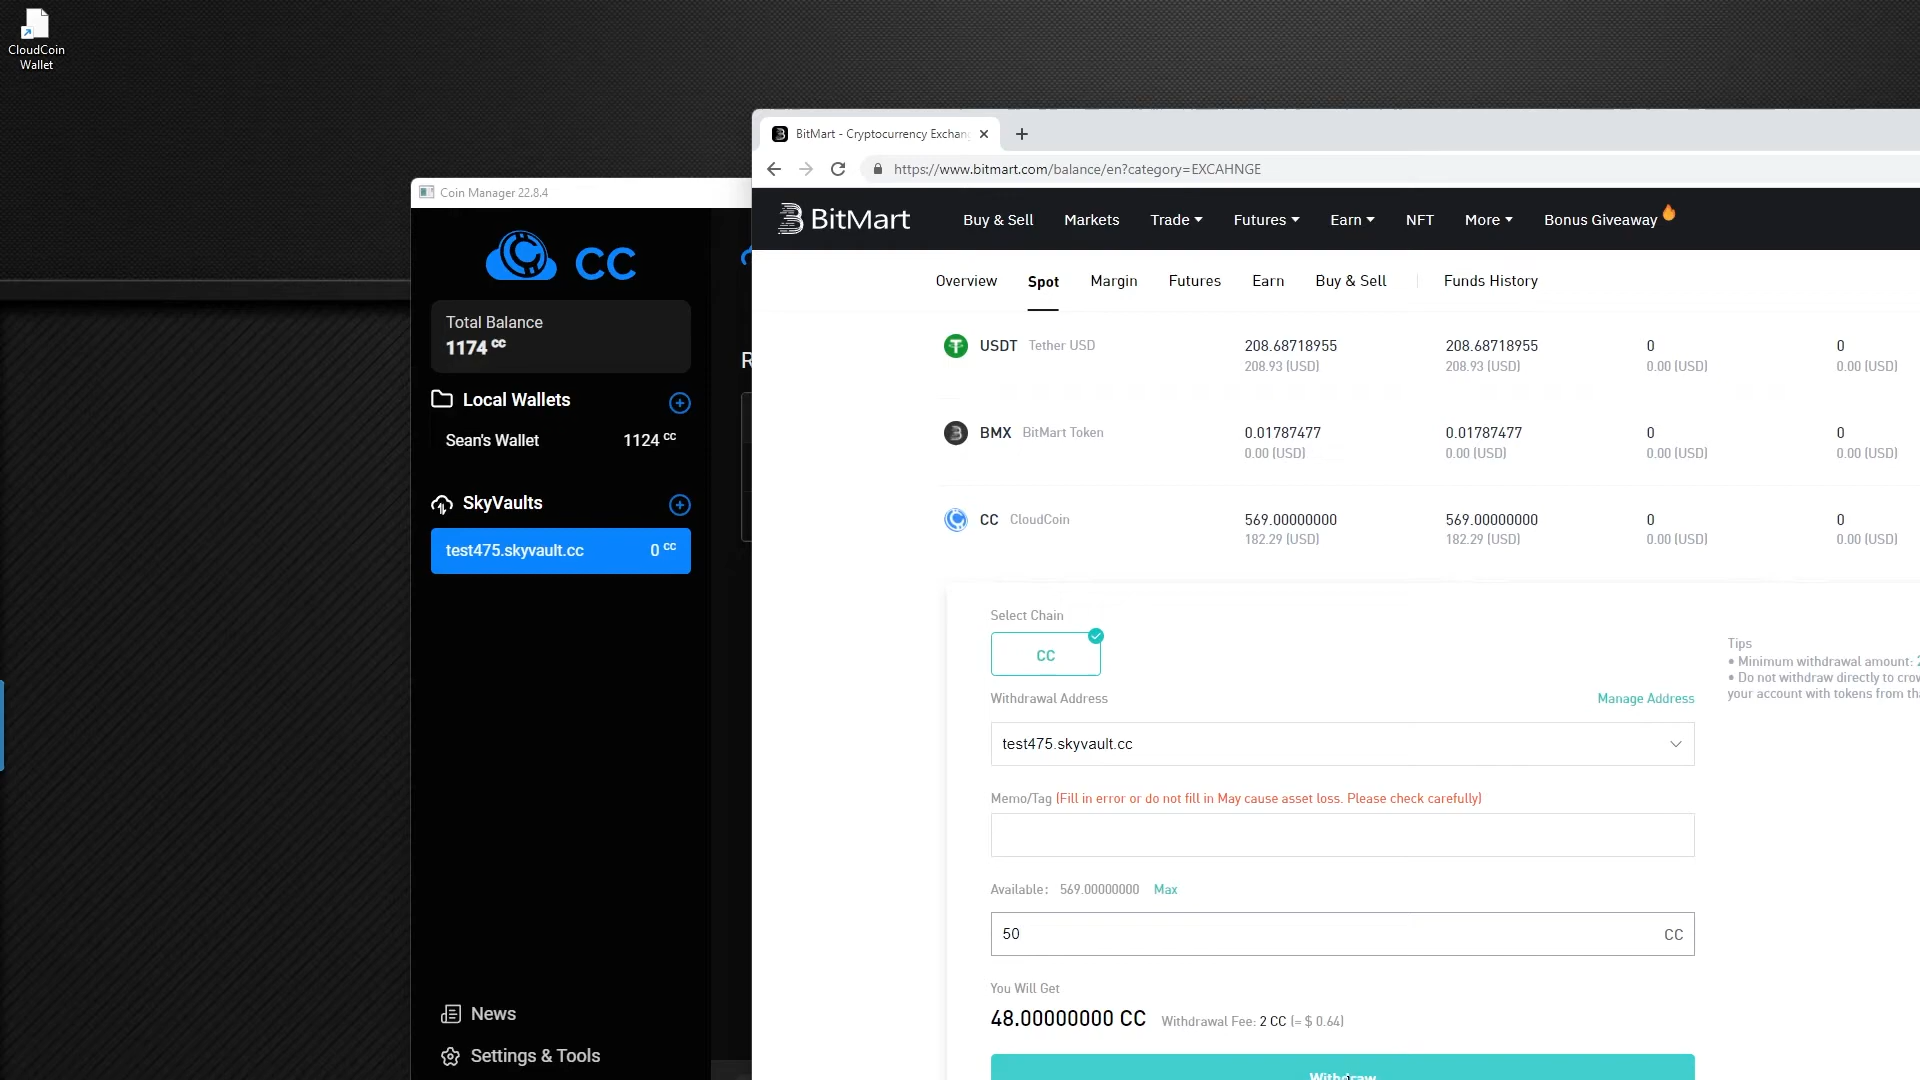 CloudCoin
Wallet
Coin Manager 22.8.4
CC
Total Balance
1174 CC
Local Wallets
Sean's Wallet 1124 CC
SkyVaults
test475.skyvault.cc 0 CC
News
Settings & Tools
R
BitMart - Cryptocurrency Exchan
https://www.bitmart.com/balance/en?category=EXCAHNGE
BitMart Buy & Sell Markets Trade Futures Earn NFT More Bonus Giveaway
Overview Spot Margin Futures Earn Buy & Sell Funds History
USDT Tether USD 208.68718955 208.68718955 0 0
208.93 (USD) 208.93 (USD) 0.00 (USD) 0.00 (USD)
BMX BitMart Token 0.01787477 0.01787477 0 0
0.00 (USD) 0.00 (USD) 0.00 (USD) 0.00 (USD)
CC CloudCoin 569.00000000 569.00000000 0 0
182.29 (USD) 182.29 (USD) 0.00 (USD) 0.00 (USD)
Select Chain
CC
Withdrawal Address Manage Address
test475.skyvault.cc
Memo/Tag (Fill in error or do not fill in May cause asset loss. Please check carefully)
Available: 569.00000000 Max
50 CC
You Will Get
48.00000000 CC Withdrawal Fee: 2 CC (≈ $ 0.64)
Withdraw
Tips
• Minimum withdrawal amount: 2
• Do not withdraw directly to crow
your account with tokens from tha